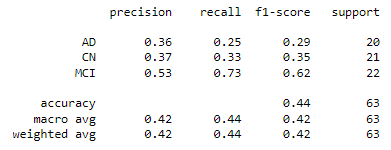 precision recall f1-score support
AD 0.36 0.25 0.29 20
CN 0.37 0.33 0.35 21
MCI 0.53 0.73 0.62 22
accuracy 0.44 63
macro avg 0.42 0.44 0.42 63
weighted avg 0.42 0.44 0.42 63